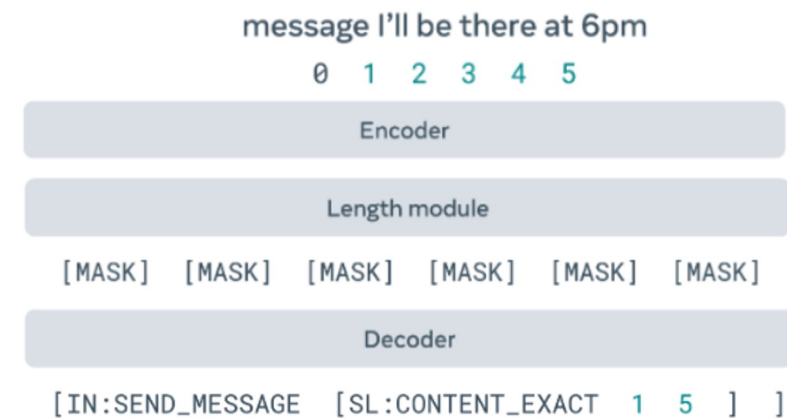 message I’ll be there at 6pm
0 1 2 3 4 5
Encoder
Length module
[MASK] [MASK] [MASK] [MASK] [MASK] [MASK]
Decoder
[IN:SEND_MESSAGE [SL:CONTENT_EXACT 1 5 ] ]